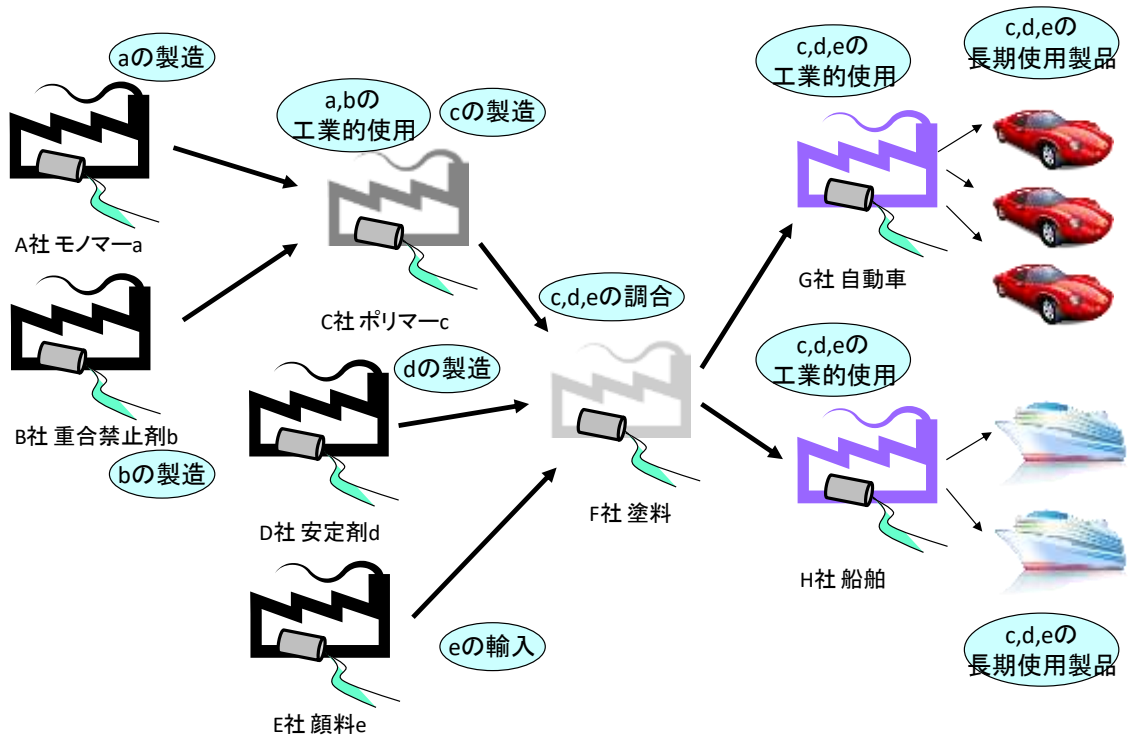 aの製造
A社 モノマーa
B社 重合禁止剤b
bの製造
a,bの
工業的使用
cの製造
C社 ポリマーc
dの製造
D社 安定剤d
eの輸入
E社 顔料e
c,d,eの調合
F社 塗料
c,d,eの
工業的使用
G社 自動車
c,d,eの
長期使用製品
c,d,eの
工業的使用
H社 船舶
c,d,eの
長期使用製品